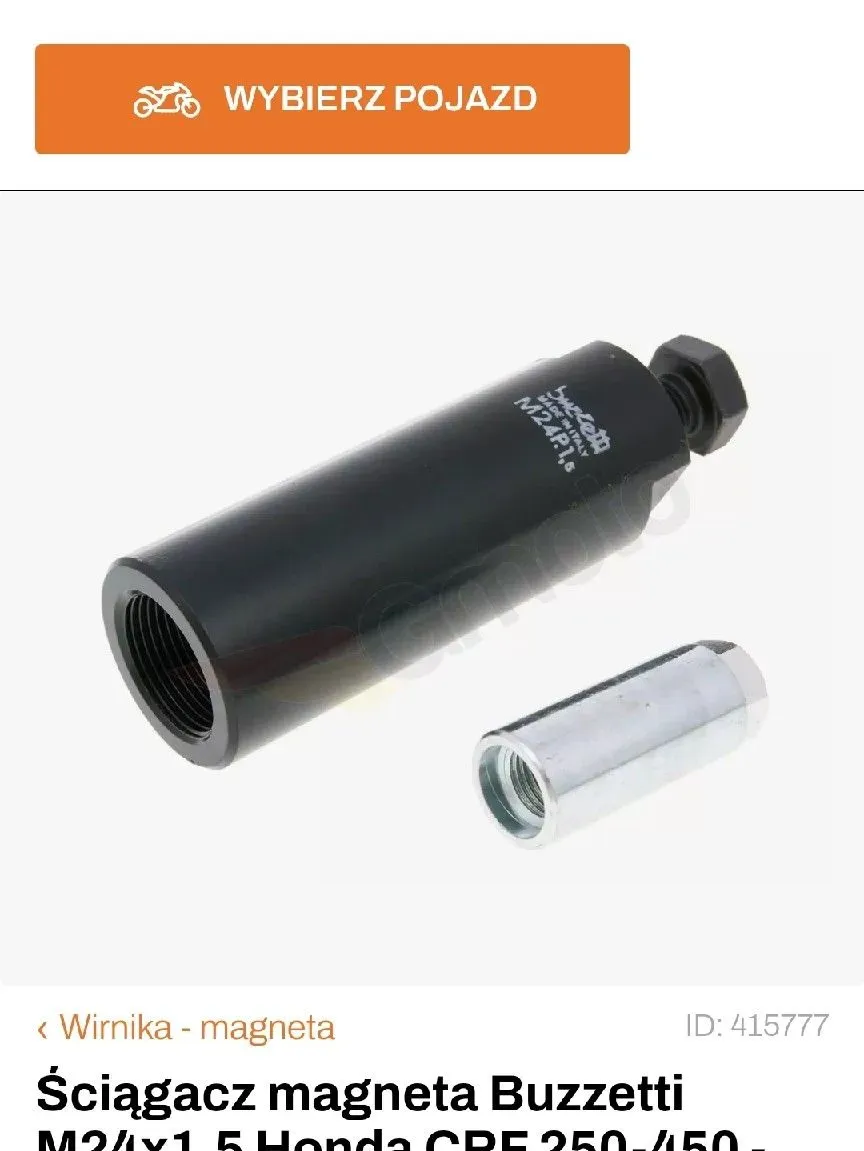 WYBIERZ POJAZD
buzzetti
MADE IN ITALY
M24P.1,5
Gmoto
‹ Wirnika - magneta
ID: 415777
Ściągacz magneta Buzzetti
M24x1,5 Honda CRF 250-450 -